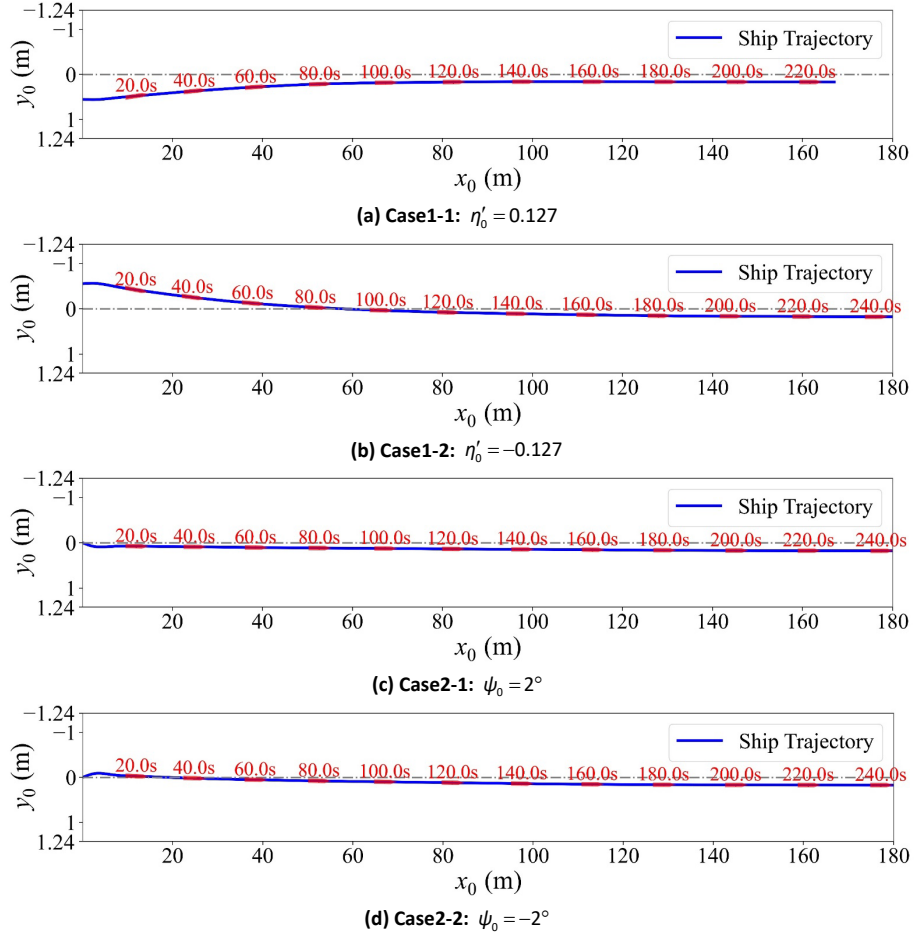 −1.24
−1
0
1
1.24
y₀ (m)
Ship Trajectory
20.0s 40.0s 60.0s 80.0s 100.0s 120.0s 140.0s 160.0s 180.0s 200.0s 220.0s
20 40 60 80 100 120 140 160 180
x₀ (m)
(a) Case1-1: η′₀ = 0.127
−1.24
−1
0
1
1.24
y₀ (m)
Ship Trajectory
20.0s 40.0s 60.0s 80.0s 100.0s 120.0s 140.0s 160.0s 180.0s 200.0s 220.0s 240.0s
20 40 60 80 100 120 140 160 180
x₀ (m)
(b) Case1-2: η′₀ = −0.127
−1.24
−1
0
1
1.24
y₀ (m)
Ship Trajectory
20.0s 40.0s 60.0s 80.0s 100.0s 120.0s 140.0s 160.0s 180.0s 200.0s 220.0s 240.0s
20 40 60 80 100 120 140 160 180
x₀ (m)
(c) Case2-1: ψ₀ = 2°
−1.24
−1
0
1
1.24
y₀ (m)
Ship Trajectory
20.0s 40.0s 60.0s 80.0s 100.0s 120.0s 140.0s 160.0s 180.0s 200.0s 220.0s 240.0s
20 40 60 80 100 120 140 160 180
x₀ (m)
(d) Case2-2: ψ₀ = −2°